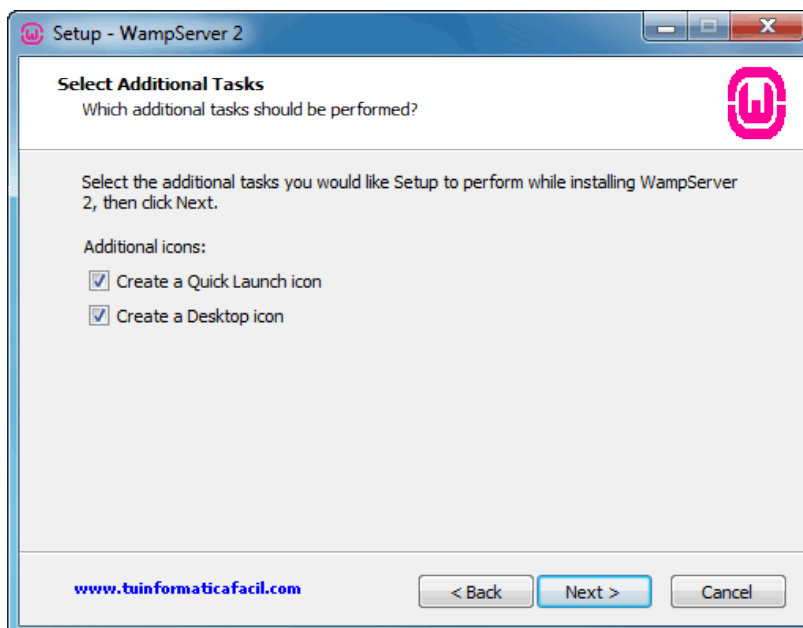 Setup - WampServer 2
Select Additional Tasks
Which additional tasks should be performed?
Select the additional tasks you would like Setup to perform while installing WampServer
2, then click Next.
Additional icons:
Create a Quick Launch icon
Create a Desktop icon
www.tuinformaticafacil.com
< Back
Next >
Cancel